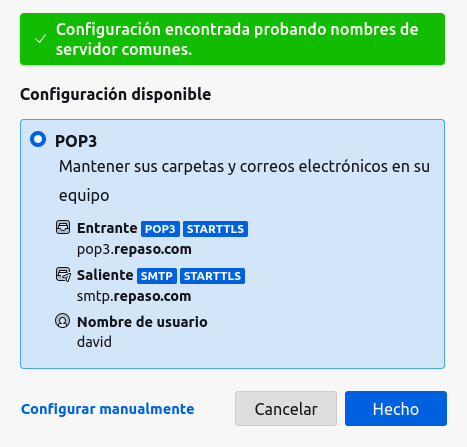 Configuración encontrada probando nombres de
servidor comunes.
Configuración disponible
POP3
Mantener sus carpetas y correos electrónicos en su
equipo
Entrante POP3 STARTTLS
pop3.repaso.com
Saliente SMTP STARTTLS
smtp.repaso.com
Nombre de usuario
david
Configurar manualmente Cancelar Hecho